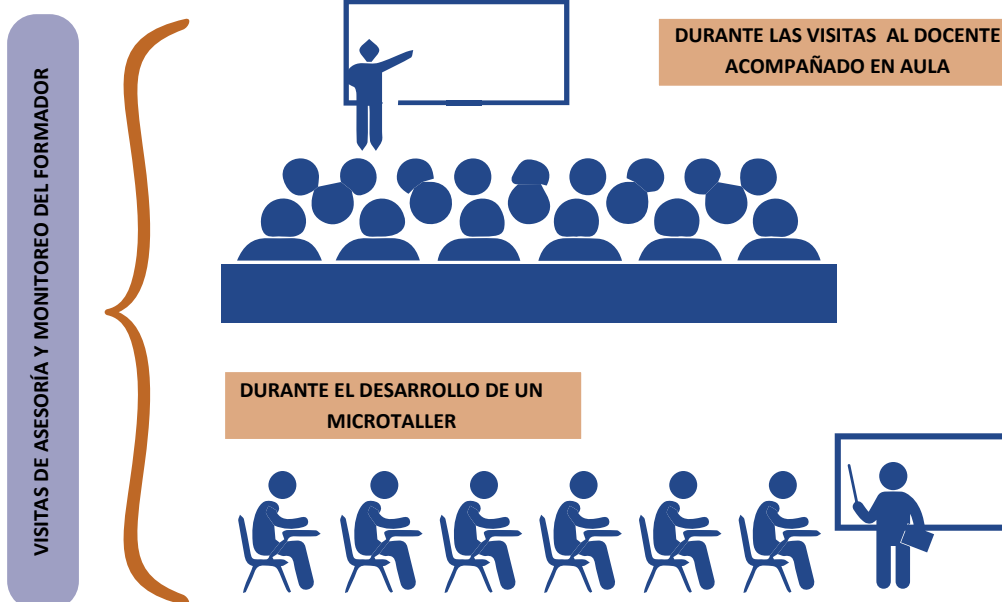 VISITAS DE ASESORÍA Y MONITOREO DEL FORMADOR
DURANTE LAS VISITAS AL DOCENTE
ACOMPAÑADO EN AULA
DURANTE EL DESARROLLO DE UN
MICROTALLER